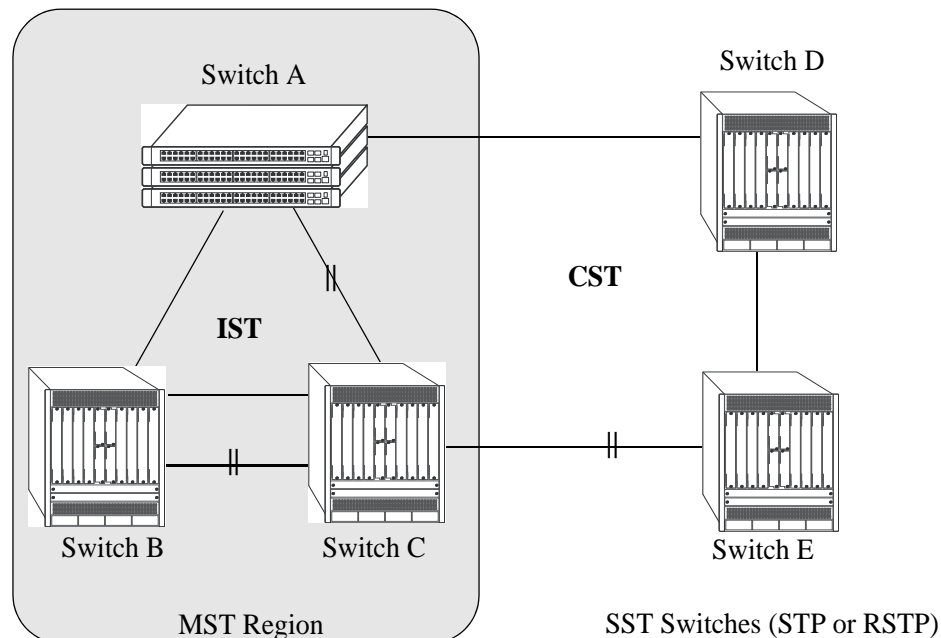 Switch A
Switch D
CST
IST
Switch B
Switch C
Switch E
MST Region
SST Switches (STP or RSTP)